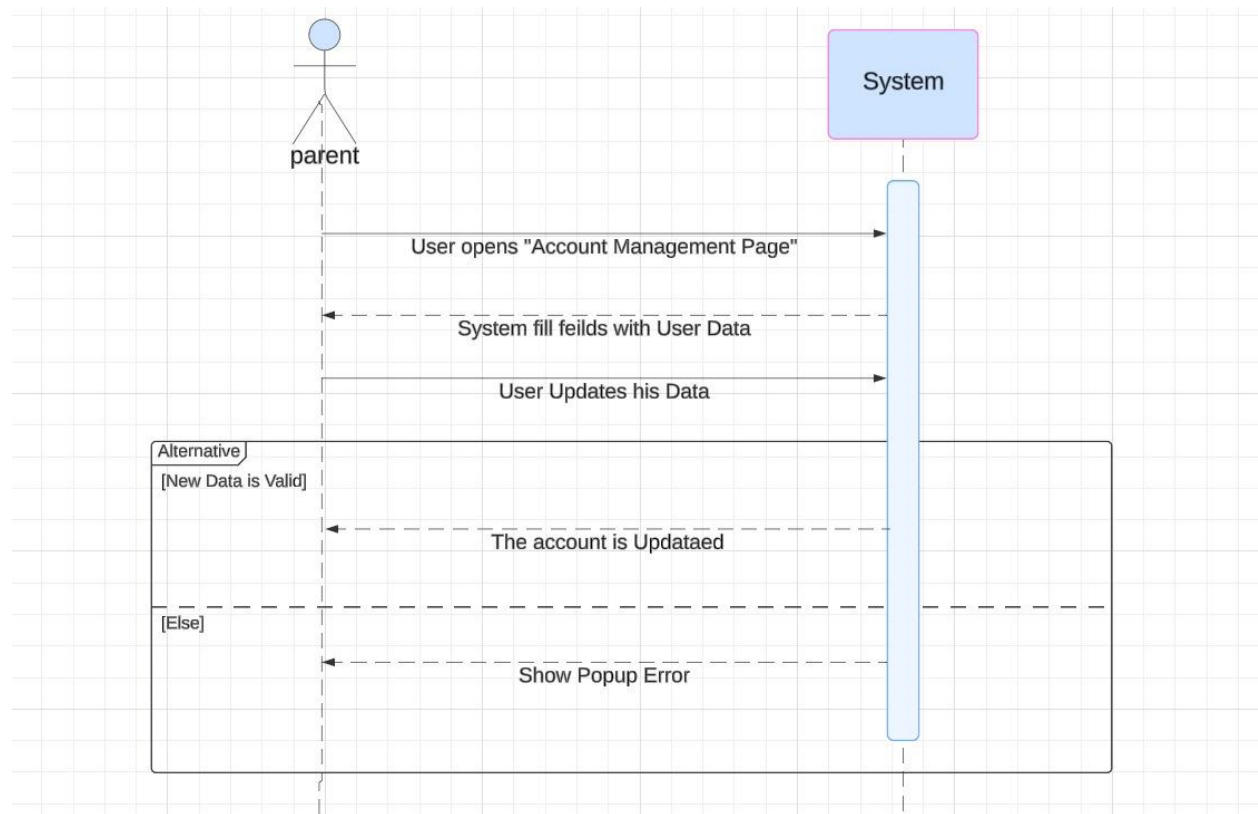 System
parent
User opens "Account Management Page"
System fill feilds with User Data
User Updates his Data
Alternative
[New Data is Valid]
The account is Updataed
[Else]
Show Popup Error